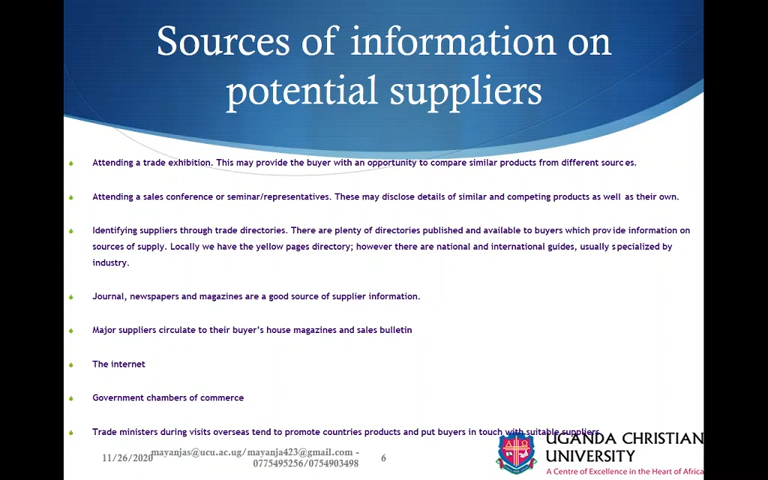 Sources of information on
potential suppliers
Attending a trade exhibition. This may provide the buyer with an opportunity to compare similar products from different sources.
Attending a sales conference or seminar/representatives. These may disclose details of similar and competing products as well as their own.
Identifying suppliers through trade directories. There are plenty of directories published and available to buyers which provide information on
sources of supply. Locally we have the yellow pages directory; however there are national and international guides, usually specialized by
industry.
Journal, newspapers and magazines are a good source of supplier information.
Major suppliers circulate to their buyer's house magazines and sales bulletin
The internet
Government chambers of commerce
Trade ministers during visits overseas tend to promote countries products and put buyers in touch with suitable suppliers
11/26/2020
mayanjas@ucu.ac.ug/mayanja423@gmail.com -
0775495256/0754903498
6
UGANDA CHRISTIAN
UNIVERSITY
A Centre of Excellence in the Heart of Africa